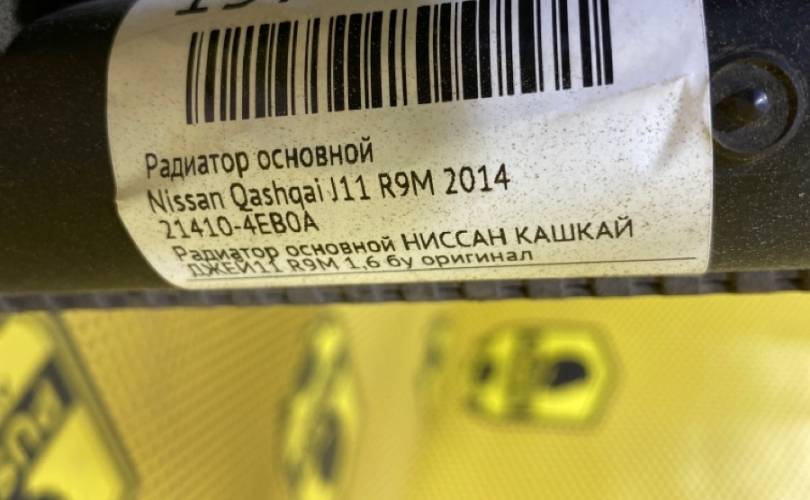 Радиатор основной
Nissan Qashqai J11 R9M 2014
21410-4EB0A
Радиатор основной НИССАН КАШКАЙ
ДЖЕЙ11 R9M 1,6 бу оригинал